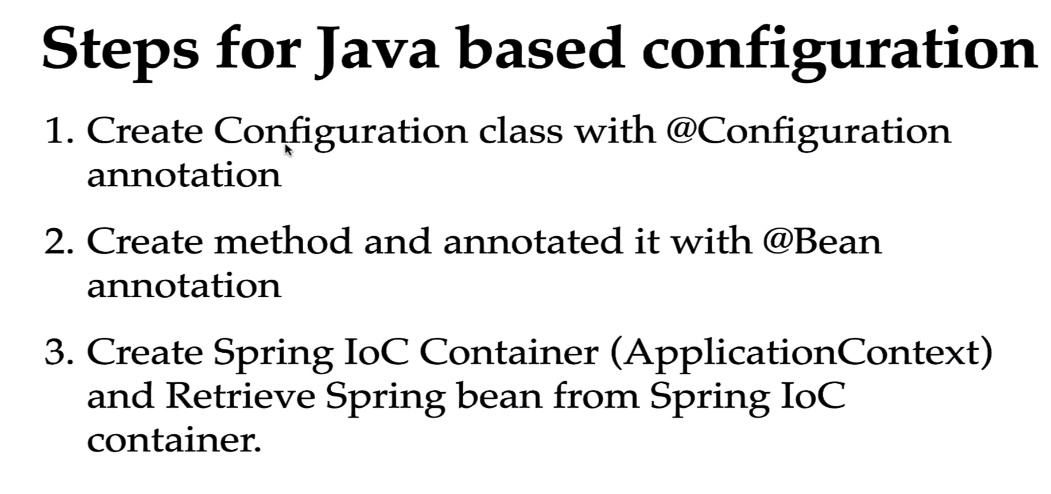 Steps for Java based configuration
1. Create Configuration class with @Configuration
annotation
2. Create method and annotated it with @Bean
annotation
3. Create Spring IoC Container (ApplicationContext)
and Retrieve Spring bean from Spring IoC
container.